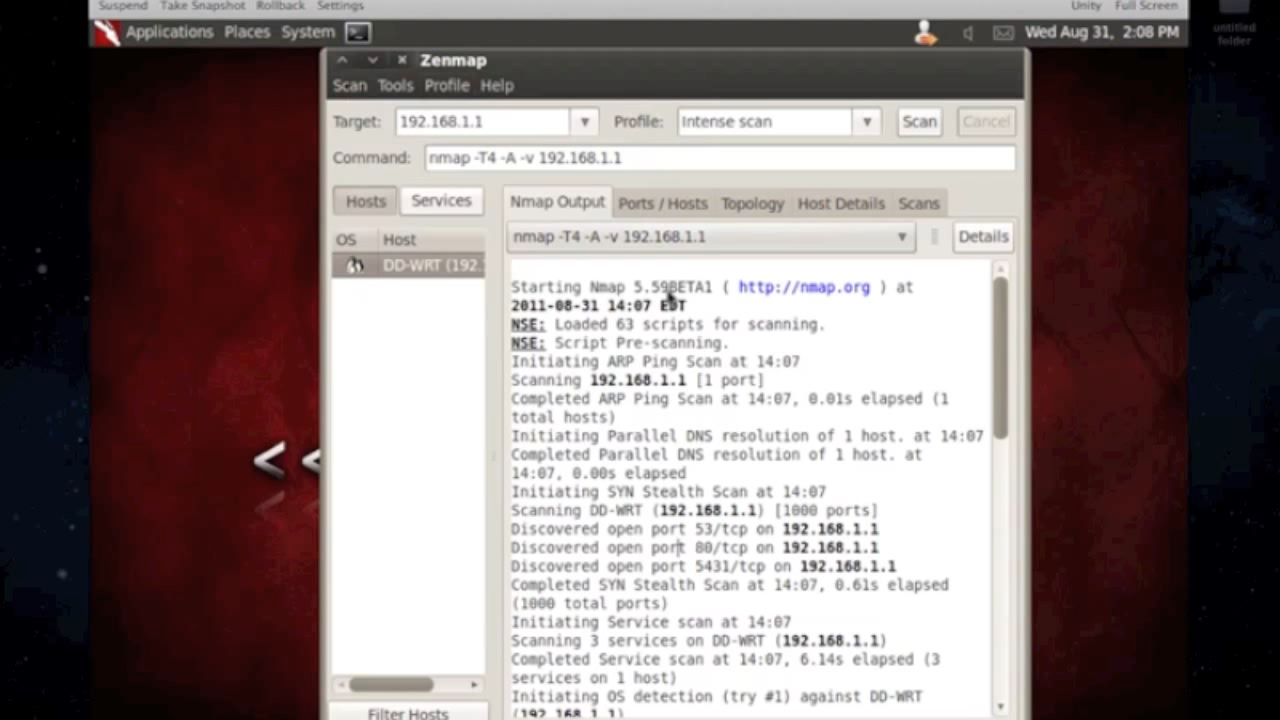 Suspend Take Snapshot Rollback Settings Unity Full Screen
Applications Places System Wed Aug 31, 2:08 PM
untitled
folder
Zenmap
Scan Tools Profile Help
Target: 192.168.1.1 Profile: Intense scan Scan Cancel
Command: nmap -T4 -A -v 192.168.1.1
Hosts Services
Nmap Output Ports / Hosts Topology Host Details Scans
OS Host
nmap -T4 -A -v 192.168.1.1 Details
DD-WRT (192.
Starting Nmap 5.59BETA1 ( http://nmap.org ) at
2011-08-31 14:07 EDT
NSE: Loaded 63 scripts for scanning.
NSE: Script Pre-scanning.
Initiating ARP Ping Scan at 14:07
Scanning 192.168.1.1 [1 port]
Completed ARP Ping Scan at 14:07, 0.01s elapsed (1
total hosts)
Initiating Parallel DNS resolution of 1 host. at 14:07
Completed Parallel DNS resolution of 1 host. at
14:07, 0.00s elapsed
Initiating SYN Stealth Scan at 14:07
Scanning DD-WRT (192.168.1.1) [1000 ports]
Discovered open port 53/tcp on 192.168.1.1
Discovered open port 80/tcp on 192.168.1.1
Discovered open port 5431/tcp on 192.168.1.1
Completed SYN Stealth Scan at 14:07, 0.61s elapsed
(1000 total ports)
Initiating Service scan at 14:07
Scanning 3 services on DD-WRT (192.168.1.1)
Completed Service scan at 14:07, 6.14s elapsed (3
services on 1 host)
Initiating OS detection (try #1) against DD-WRT
(192.168.1.1)
Filter Hosts
<<